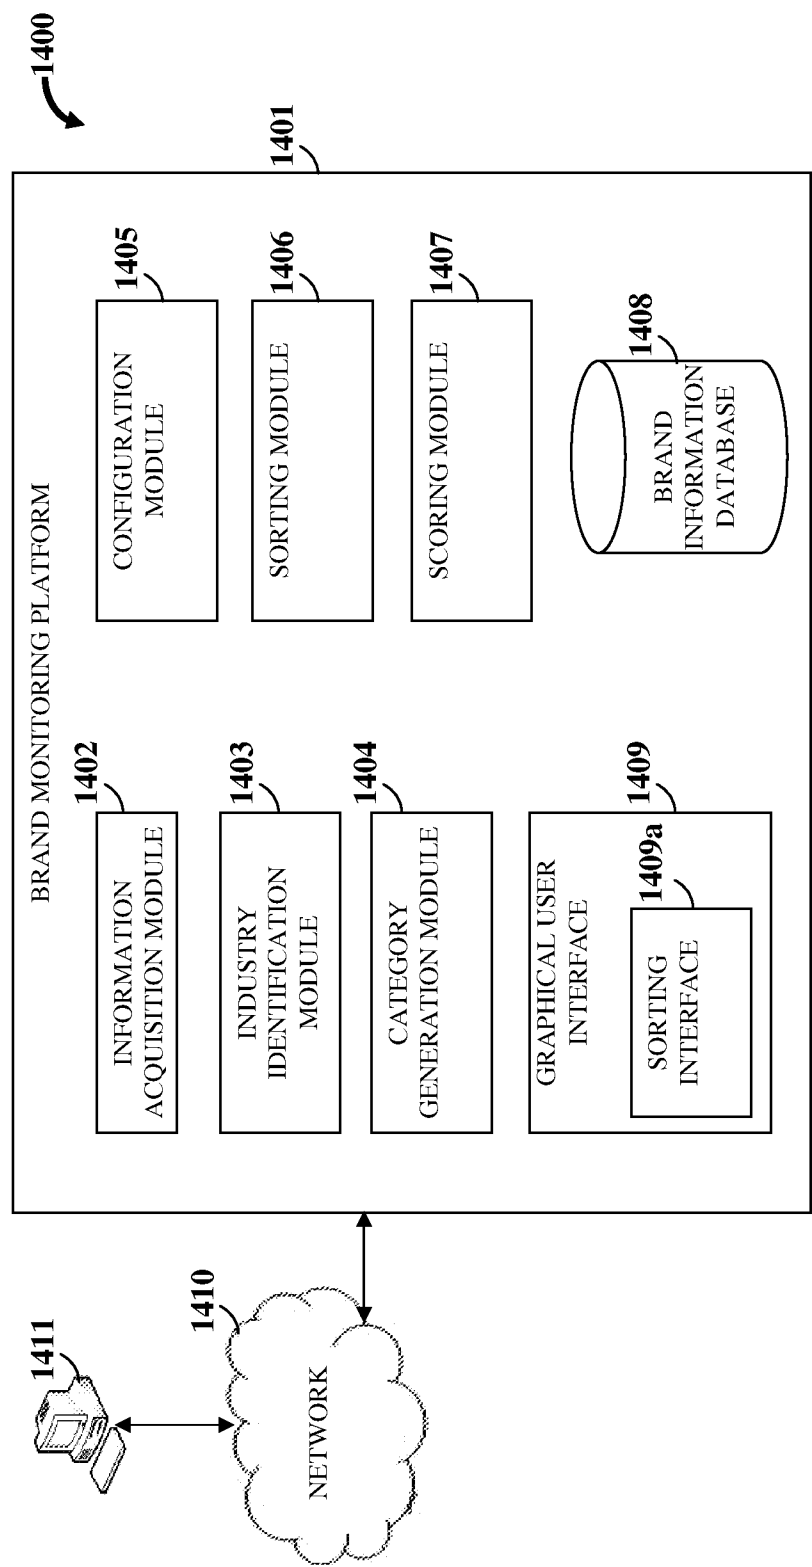 1400
1401
BRAND MONITORING PLATFORM
1402
INFORMATION
ACQUISITION MODULE
1403
INDUSTRY
IDENTIFICATION
MODULE
1404
CATEGORY
GENERATION MODULE
1409
GRAPHICAL USER
INTERFACE
1409a
SORTING
INTERFACE
1405
CONFIGURATION
MODULE
1406
SORTING MODULE
1407
SCORING MODULE
1408
BRAND
INFORMATION
DATABASE
1411
1410
NETWORK